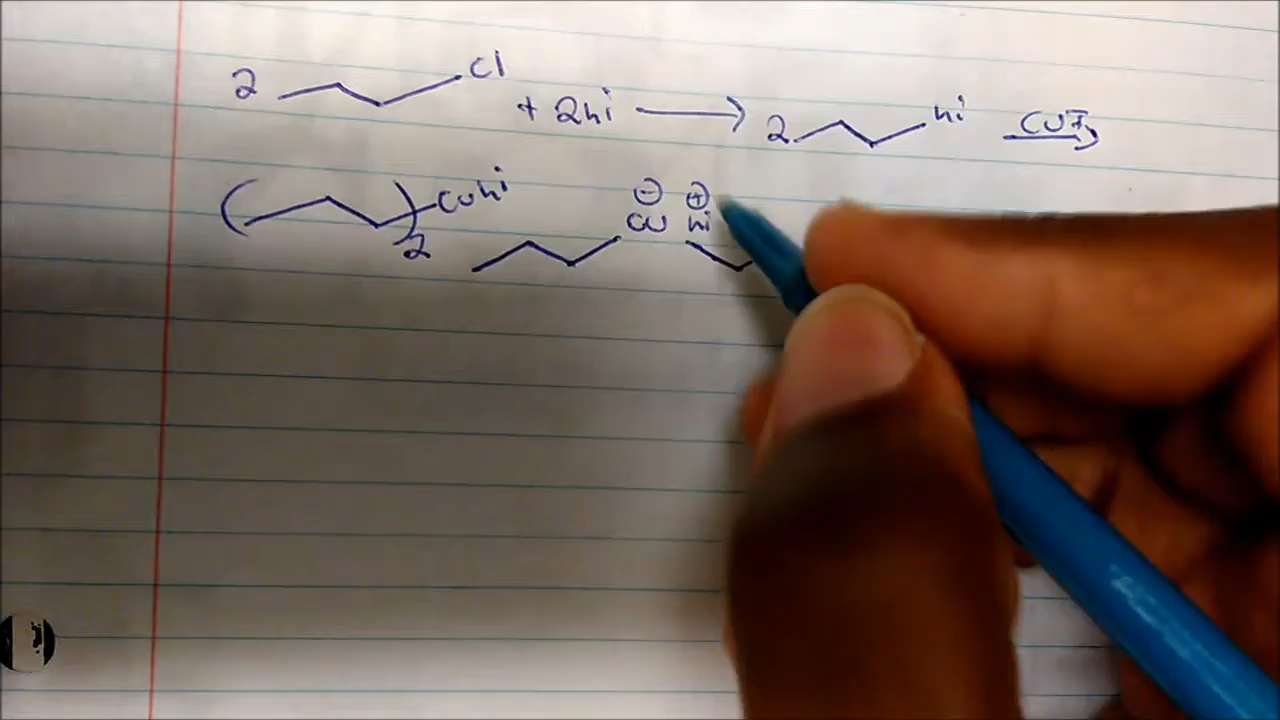 2 Cl + 2Li → 2 Li CuI
( )2 CuLi ⊖ ⊕
Cu Li